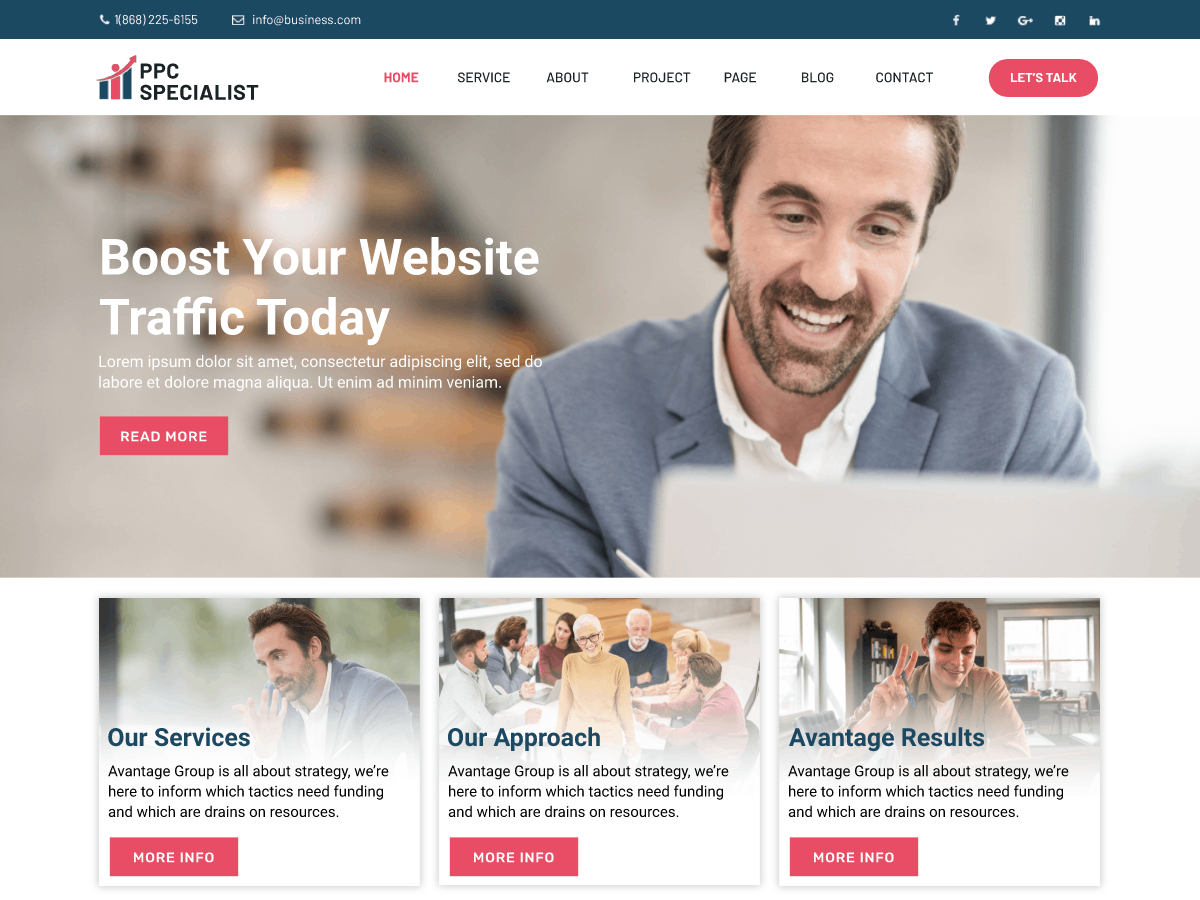 1(868) 225-6155 info@business.com
PPC
SPECIALIST
HOME SERVICE ABOUT PROJECT PAGE BLOG CONTACT LET'S TALK
Boost Your Website
Traffic Today
Lorem ipsum dolor sit amet, consectetur adipiscing elit, sed do
labore et dolore magna aliqua. Ut enim ad minim veniam.
READ MORE
Our Services
Avantage Group is all about strategy, we're
here to inform which tactics need funding
and which are drains on resources.
MORE INFO
Our Approach
Avantage Group is all about strategy, we're
here to inform which tactics need funding
and which are drains on resources.
MORE INFO
Avantage Results
Avantage Group is all about strategy, we're
here to inform which tactics need funding
and which are drains on resources.
MORE INFO